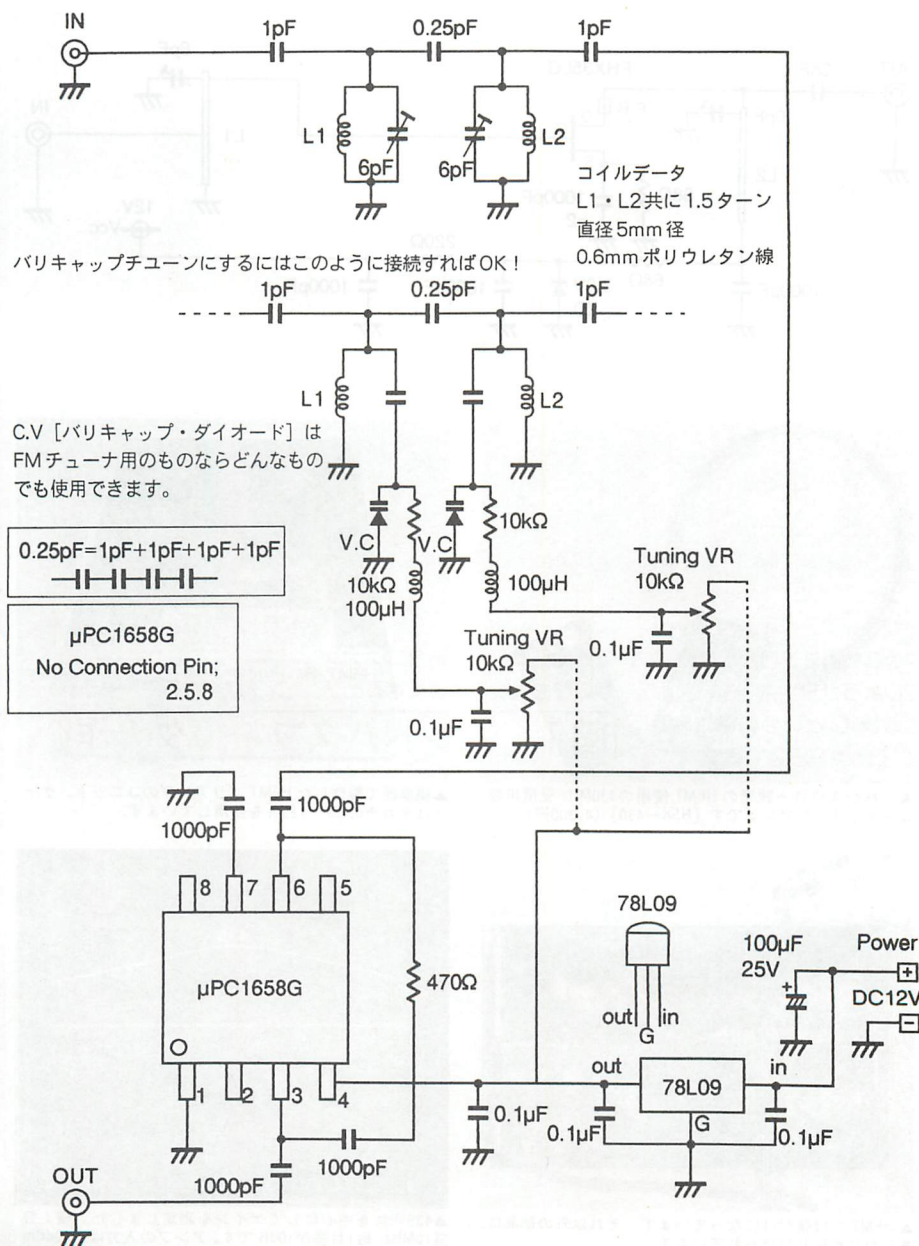 IN
1pF
0.25pF
1pF
L1
6pF
6pF
L2
コイルデータ
L1・L2共に1.5ターン
直径5mm径
0.6mmポリウレタン線
バリキャップチューンにするにはこのように接続すればOK!
1pF
0.25pF
1pF
L1
L2
C.V [バリキャップ・ダイオード] は
FMチューナ用のものならどんなもの
でも使用できます。
V.C
V.C
10kΩ
10kΩ
100μH
100μH
Tuning VR
10kΩ
0.1μF
Tuning VR
10kΩ
0.1μF
0.25pF=1pF+1pF+1pF+1pF
μPC1658G
No Connection Pin;
2.5.8
1000pF
1000pF
8
7
6
5
μPC1658G
470Ω
1
2
3
4
78L09
out
G
in
100μF
25V
+
Power
+
DC12V
-
out
78L09
in
G
0.1μF
0.1μF
0.1μF
1000pF
1000pF
OUT